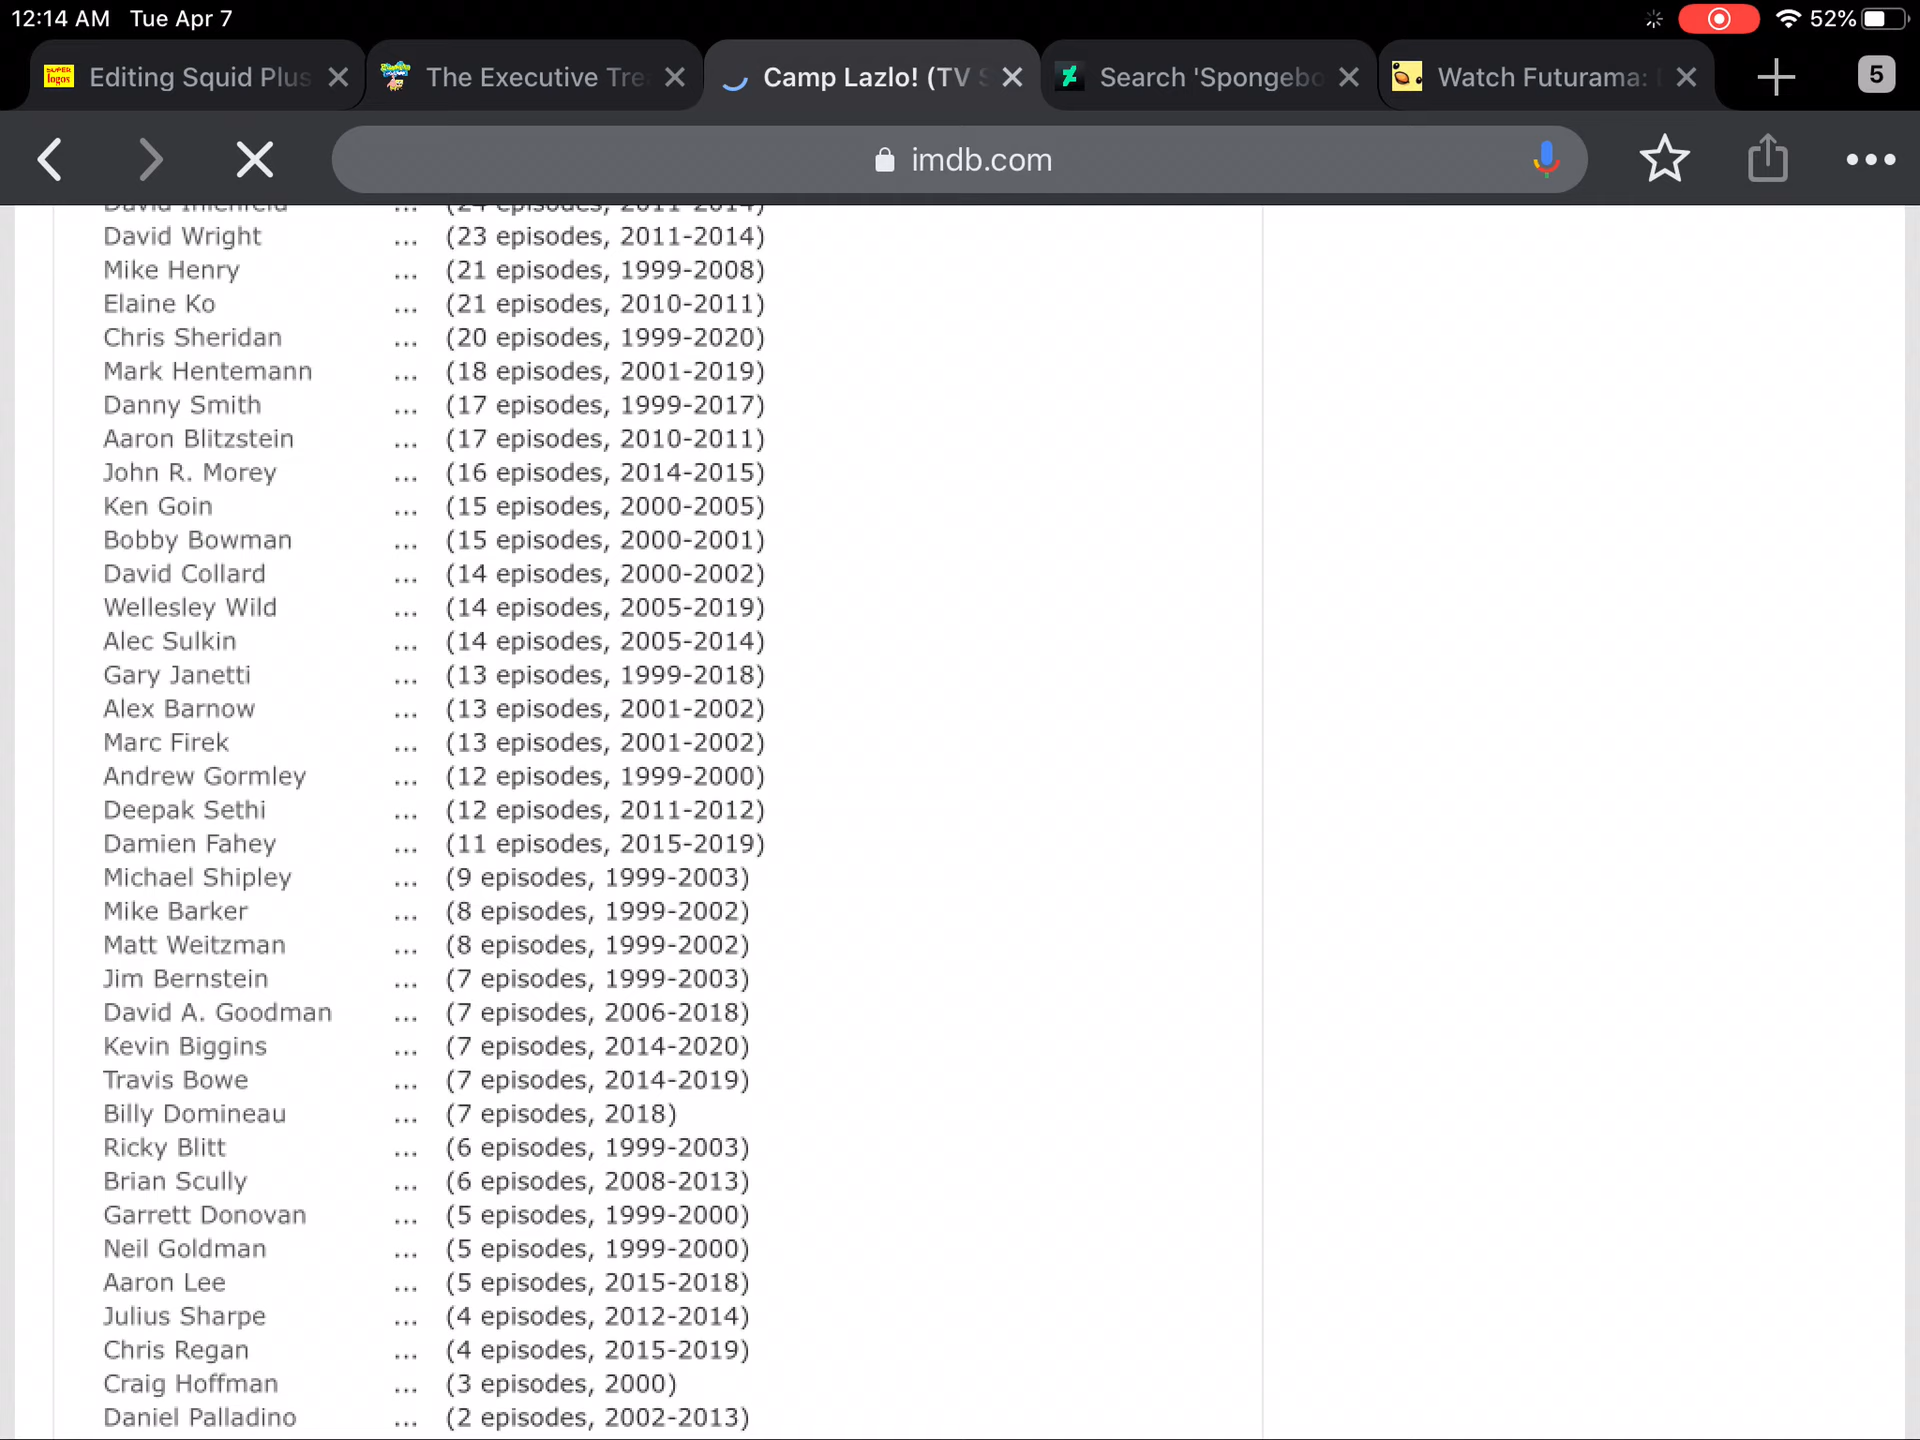 12:14 AM Tue Apr 7 52%
Editing Squid Plus The Executive Tre Camp Lazlo! (TV S Search 'Spongebo Watch Futurama: 5
imdb.com
(24 episodes, 2011-2014)
David Wright ... (23 episodes, 2011-2014)
Mike Henry ... (21 episodes, 1999-2008)
Elaine Ko ... (21 episodes, 2010-2011)
Chris Sheridan ... (20 episodes, 1999-2020)
Mark Hentemann ... (18 episodes, 2001-2019)
Danny Smith ... (17 episodes, 1999-2017)
Aaron Blitzstein ... (17 episodes, 2010-2011)
John R. Morey ... (16 episodes, 2014-2015)
Ken Goin ... (15 episodes, 2000-2005)
Bobby Bowman ... (15 episodes, 2000-2001)
David Collard ... (14 episodes, 2000-2002)
Wellesley Wild ... (14 episodes, 2005-2019)
Alec Sulkin ... (14 episodes, 2005-2014)
Gary Janetti ... (13 episodes, 1999-2018)
Alex Barnow ... (13 episodes, 2001-2002)
Marc Firek ... (13 episodes, 2001-2002)
Andrew Gormley ... (12 episodes, 1999-2000)
Deepak Sethi ... (12 episodes, 2011-2012)
Damien Fahey ... (11 episodes, 2015-2019)
Michael Shipley ... (9 episodes, 1999-2003)
Mike Barker ... (8 episodes, 1999-2002)
Matt Weitzman ... (8 episodes, 1999-2002)
Jim Bernstein ... (7 episodes, 1999-2003)
David A. Goodman ... (7 episodes, 2006-2018)
Kevin Biggins ... (7 episodes, 2014-2020)
Travis Bowe ... (7 episodes, 2014-2019)
Billy Domineau ... (7 episodes, 2018)
Ricky Blitt ... (6 episodes, 1999-2003)
Brian Scully ... (6 episodes, 2008-2013)
Garrett Donovan ... (5 episodes, 1999-2000)
Neil Goldman ... (5 episodes, 1999-2000)
Aaron Lee ... (5 episodes, 2015-2018)
Julius Sharpe ... (4 episodes, 2012-2014)
Chris Regan ... (4 episodes, 2015-2019)
Craig Hoffman ... (3 episodes, 2000)
Daniel Palladino ... (2 episodes, 2002-2013)